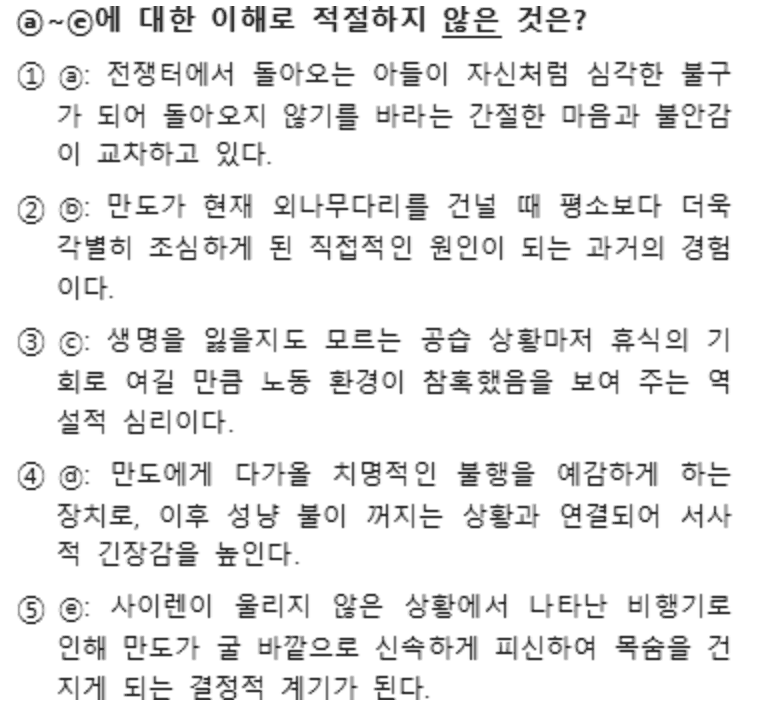 ⓐ~ⓔ에 대한 이해로 적절하지 않은 것은?
① ⓐ: 전쟁터에서 돌아오는 아들이 자신처럼 심각한 불구
가 되어 돌아오지 않기를 바라는 간절한 마음과 불안감
이 교차하고 있다.
② ⓑ: 만도가 현재 외나무다리를 건널 때 평소보다 더욱
각별히 조심하게 된 직접적인 원인이 되는 과거의 경험
이다.
③ ⓒ: 생명을 잃을지도 모르는 공습 상황마저 휴식의 기
회로 여길 만큼 노동 환경이 참혹했음을 보여 주는 역
설적 심리이다.
④ ⓓ: 만도에게 다가올 치명적인 불행을 예감하게 하는
장치로, 이후 성냥 불이 꺼지는 상황과 연결되어 서사
적 긴장감을 높인다.
⑤ ⓔ: 사이렌이 울리지 않은 상황에서 나타난 비행기로
인해 만도가 굴 바깥으로 신속하게 피신하여 목숨을 건
지게 되는 결정적 계기가 된다.